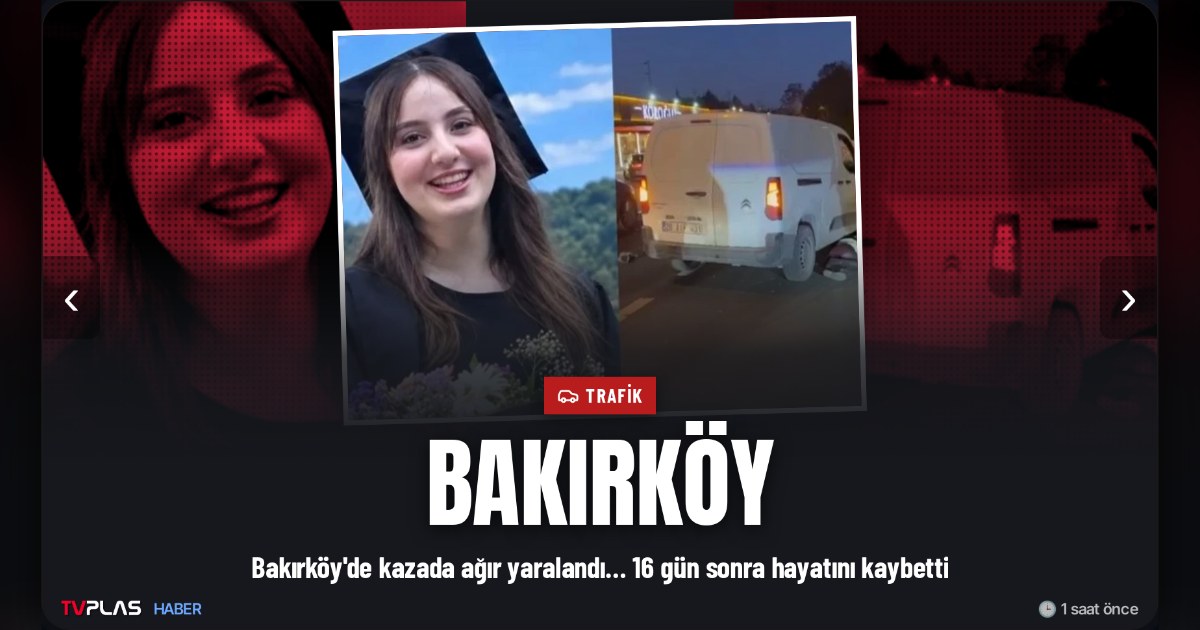 TRAFİK
BAKIRKÖY
Bakırköy'de kazada ağır yaralandı... 16 gün sonra hayatını kaybetti
TVPLAS HABER
1 saat önce